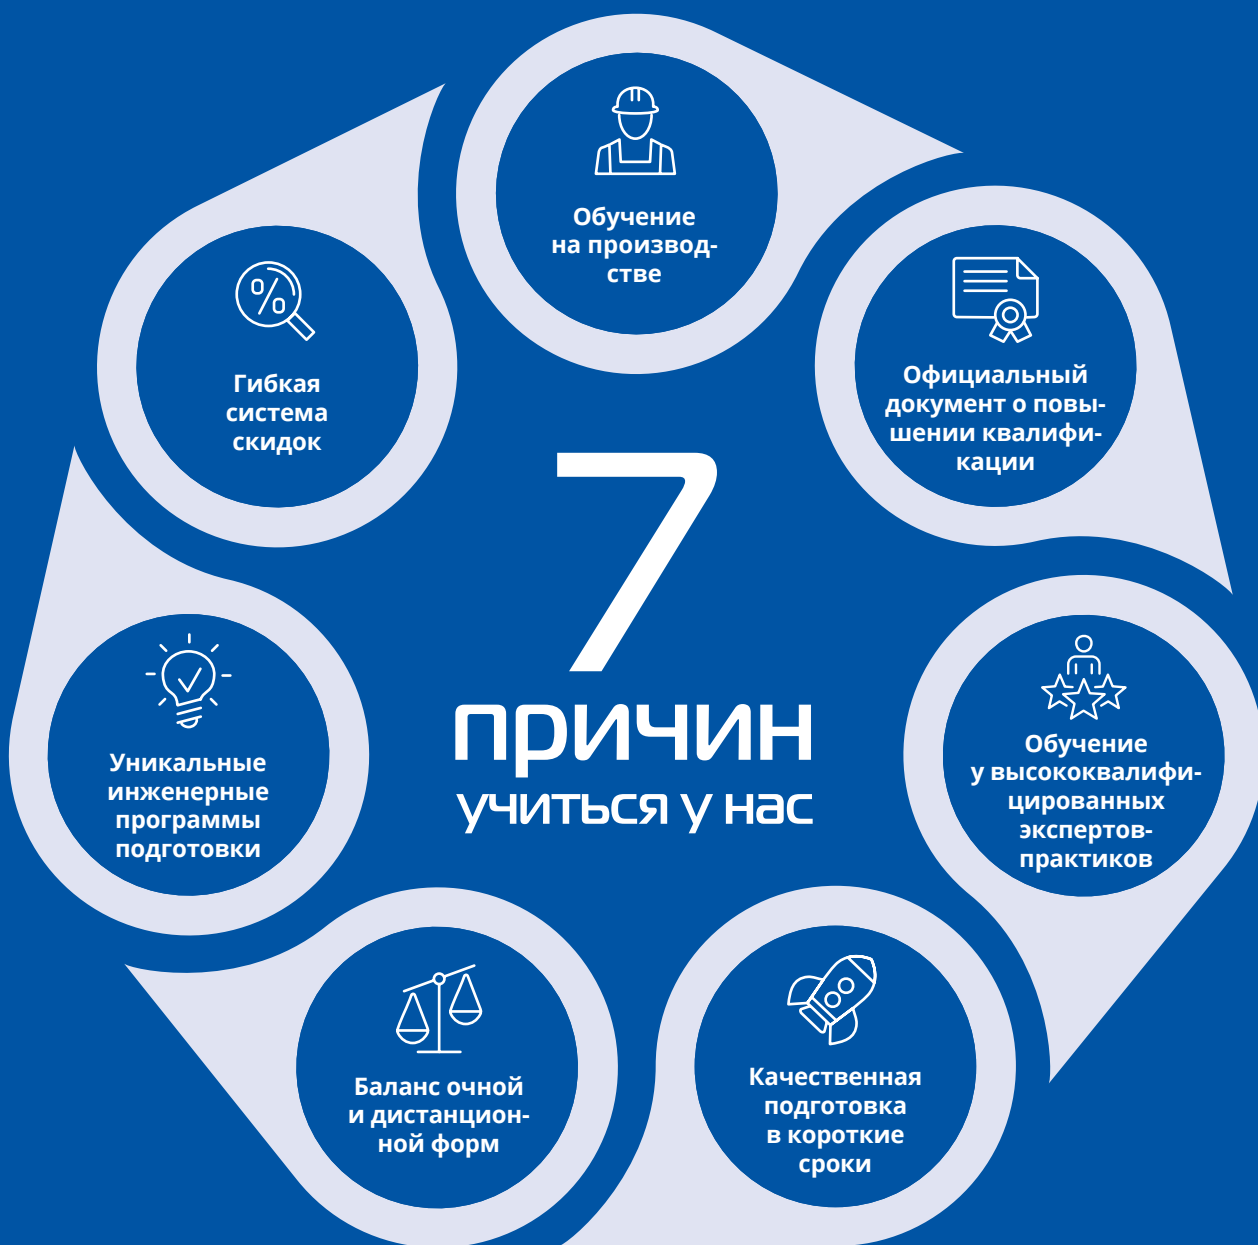 Обучение
на производ-
стве
Официальный
документ о повы-
шении квалифи-
кации
Обучение
у высококвалифи-
цированных
экспертов-
практиков
Качественная
подготовка
в короткие
сроки
Баланс очной
и дистанцион-
ной форм
Уникальные
инженерные
программы
подготовки
Гибкая
система
скидок
7
причин
учиться у нас